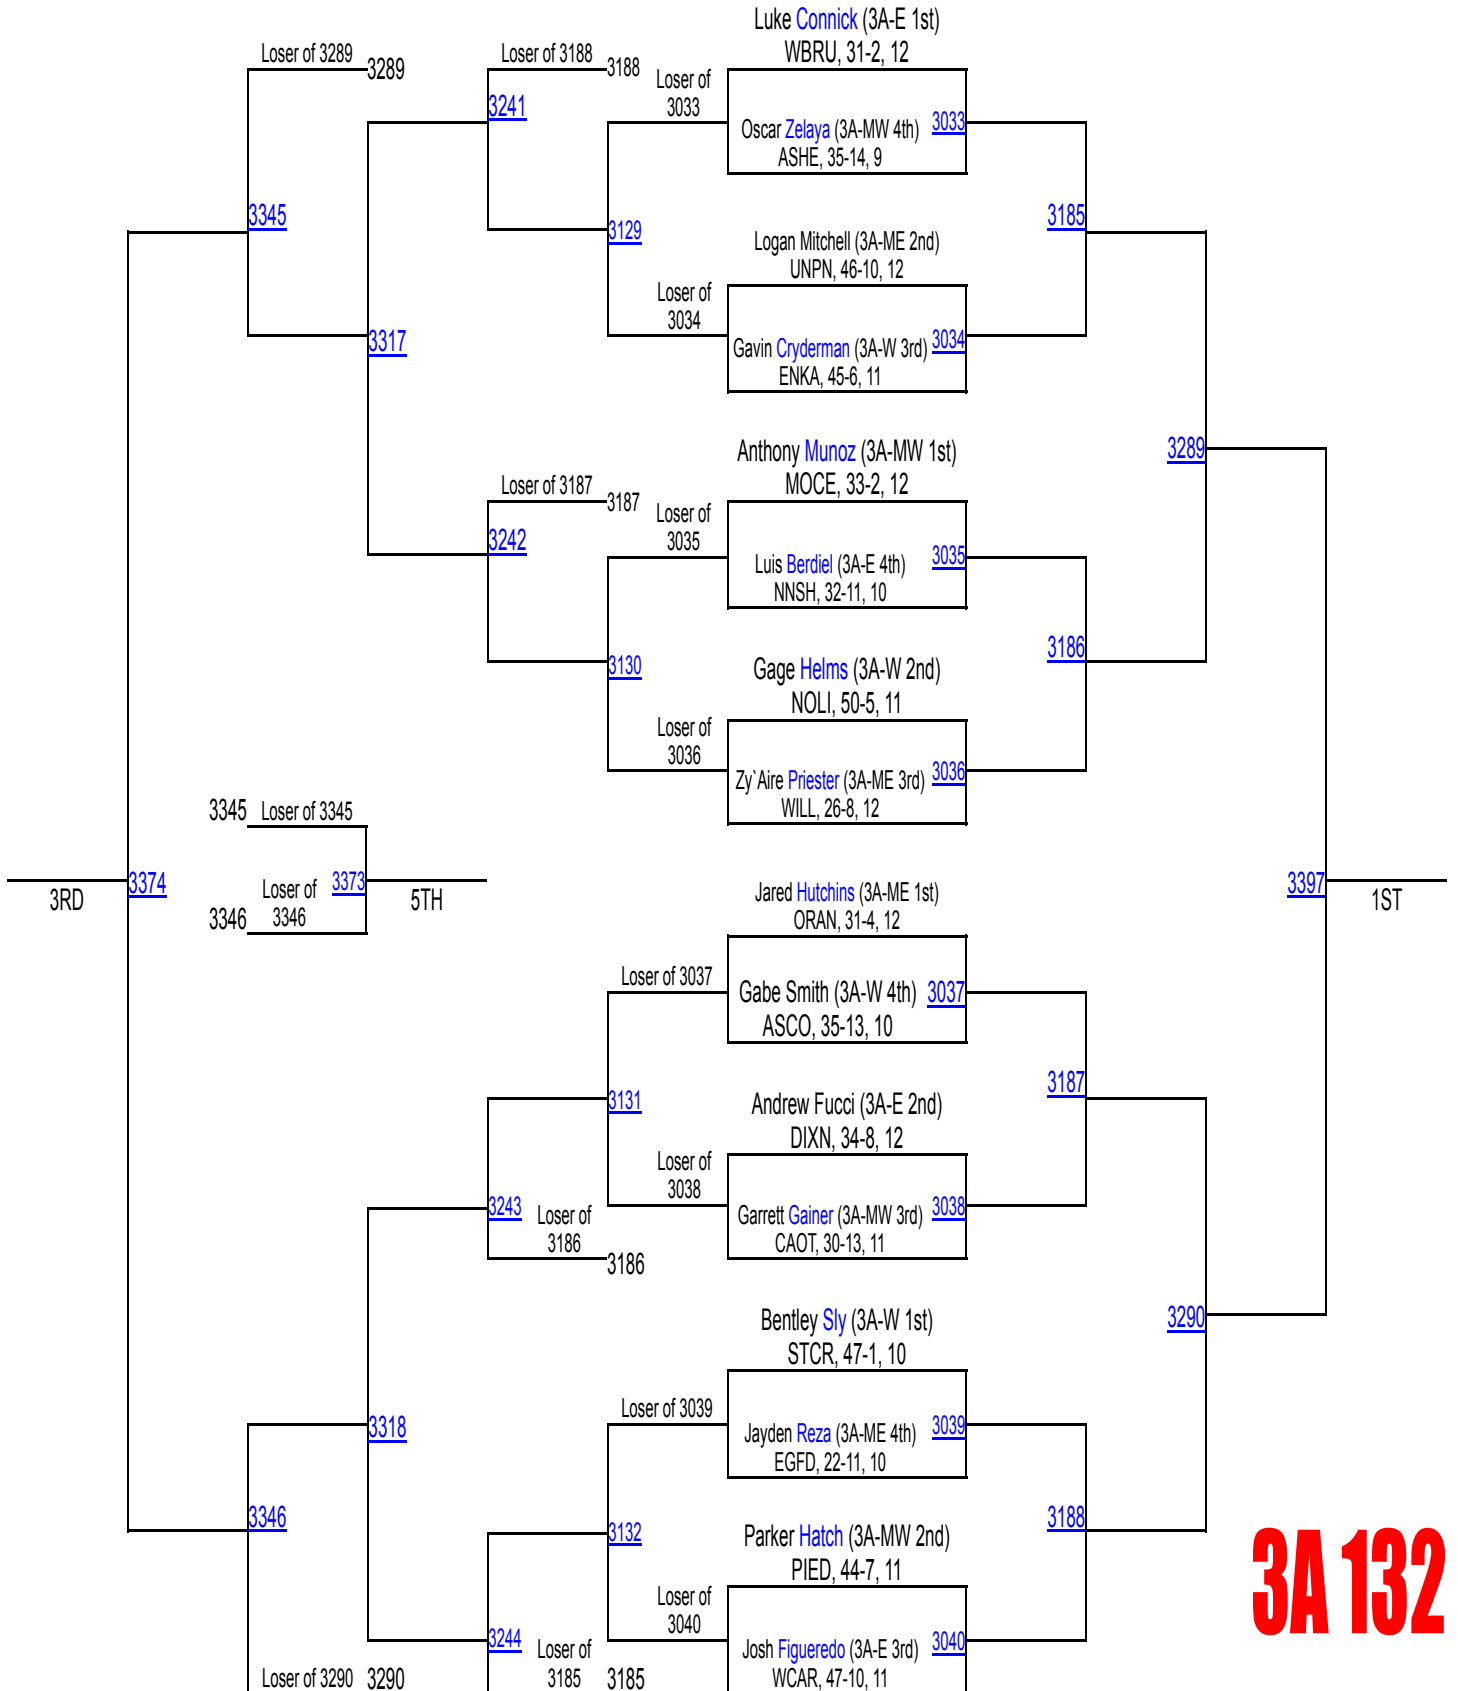 Luke Connick (3A-E 1st)
WBRU, 31-2, 12
Loser of 3289
3289
Loser of 3188
3188
Loser of
3033
3241
Oscar Zelaya (3A-MW 4th)
3033
ASHE, 35-14, 9
3345
3129
Logan Mitchell (3A-ME 2nd)
UNPN, 46-10, 12
3185
Loser of
3034
3317
Gavin Cryderman (3A-W 3rd)
3034
ENKA, 45-6, 11
Anthony Munoz (3A-MW 1st)
MOCE, 33-2, 12
3289
Loser of 3187
3187
Loser of
3035
3242
Luis Berdiel (3A-E 4th)
3035
NNSH, 32-11, 10
3130
Gage Helms (3A-W 2nd)
NOLI, 50-5, 11
3186
Loser of
3036
Zy`Aire Priester (3A-ME 3rd)
3036
WILL, 26-8, 12
3345
Loser of 3345
3RD
3374
Loser of
3346
3346
3373
5TH
Jared Hutchins (3A-ME 1st)
ORAN, 31-4, 12
3397
1ST
Loser of 3037
Gabe Smith (3A-W 4th)
3037
ASCO, 35-13, 10
3131
Andrew Fucci (3A-E 2nd)
DIXN, 34-8, 12
3187
Loser of
3038
3243
Loser of
3186
3186
Garrett Gainer (3A-MW 3rd)
3038
CAOT, 30-13, 11
Bentley Sly (3A-W 1st)
STCR, 47-1, 10
3290
Loser of 3039
3318
Jayden Reza (3A-ME 4th)
3039
EGFD, 22-11, 10
3346
3132
Parker Hatch (3A-MW 2nd)
PIED, 44-7, 11
3188
Loser of
3040
3244
Loser of
3185
3185
Josh Figueredo (3A-E 3rd)
3040
WCAR, 47-10, 11
Loser of 3290
3290
3A 132